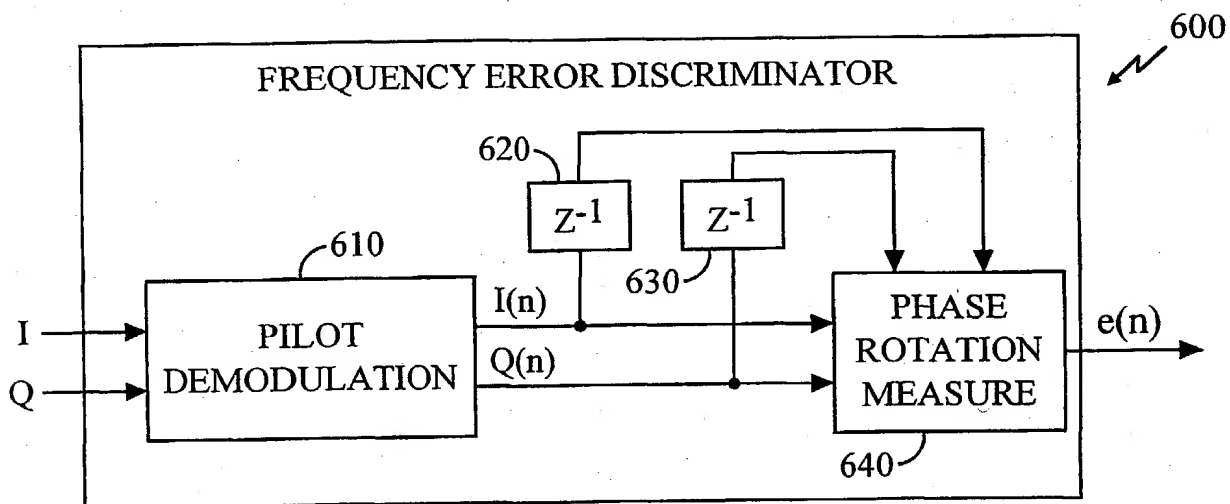 600
FREQUENCY ERROR DISCRIMINATOR
620
Z-1
Z-1
630
610
I
Q
PILOT
DEMODULATION
I(n)
Q(n)
PHASE
ROTATION
MEASURE
e(n)
640